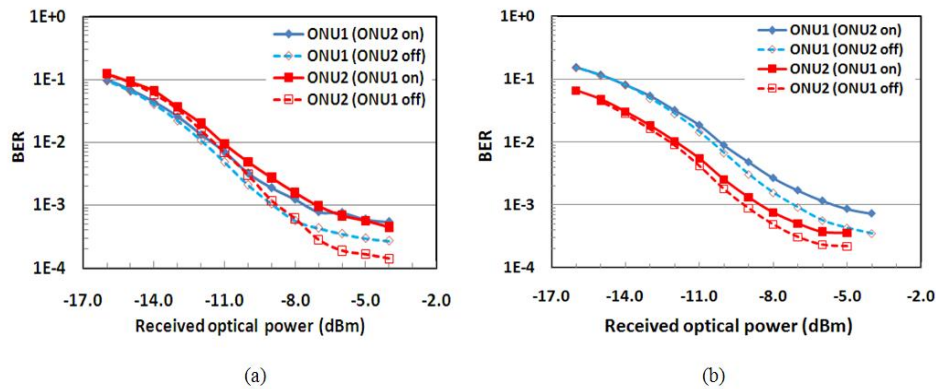 1E+0
1E-1
1E-2
1E-3
1E-4
BER
-17.0 -14.0 -11.0 -8.0 -5.0 -2.0
Received optical power (dBm)
ONU1 (ONU2 on)
ONU1 (ONU2 off)
ONU2 (ONU1 on)
ONU2 (ONU1 off)
(a)
1E+0
1E-1
1E-2
1E-3
1E-4
BER
-17.0 -14.0 -11.0 -8.0 -5.0 -2.0
Received optical power (dBm)
ONU1 (ONU2 on)
ONU1 (ONU2 off)
ONU2 (ONU1 on)
ONU2 (ONU1 off)
(b)